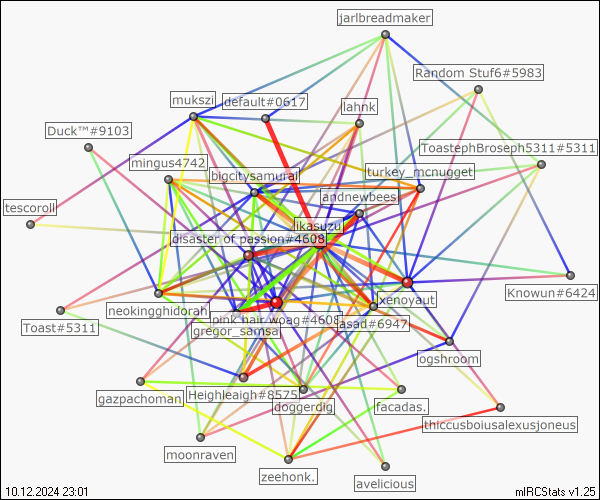 jarlbreadmaker
Random Stuf6#5983
mukszi
default#0617
lahnk
Duck™#9103
ToastephBroseph5311#5311
mingus4742
turkey_mcnugget
bigcitysamurai
andnewbees
tescoroll
likasuzu
disaster of passion#4608
xenoyaut
Knowun#6424
neokingghidorah
pink hair woag#4608
Toast#5311
gregor_samsa
jasad#6947
ogshroom
gazpachoman
Heighleaigh#8575
doggerdig
facadas.
thiccusboiusalexusjoneus
moonraven
zeehonk.
avelicious
10.12.2024 23:01
mIRCStats v1.25